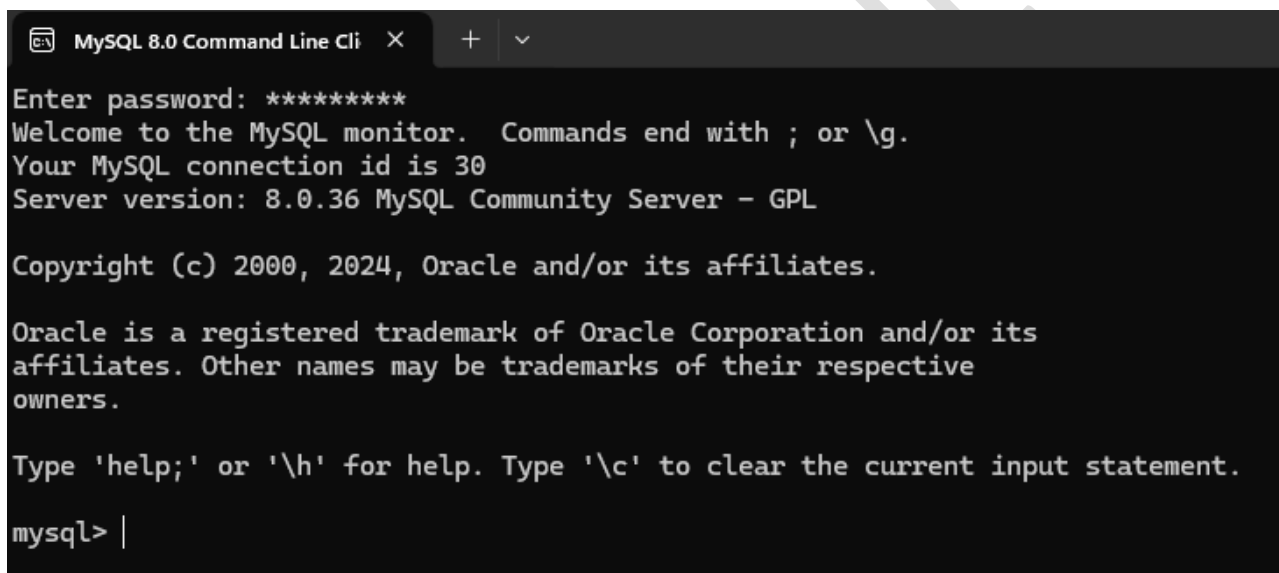 MySQL 8.0 Command Line Cli
Enter password: *********
Welcome to the MySQL monitor.  Commands end with ; or \g.
Your MySQL connection id is 30
Server version: 8.0.36 MySQL Community Server – GPL
Copyright (c) 2000, 2024, Oracle and/or its affiliates.
Oracle is a registered trademark of Oracle Corporation and/or its
affiliates. Other names may be trademarks of their respective
owners.
Type 'help;' or '\h' for help. Type '\c' to clear the current input statement.
mysql>